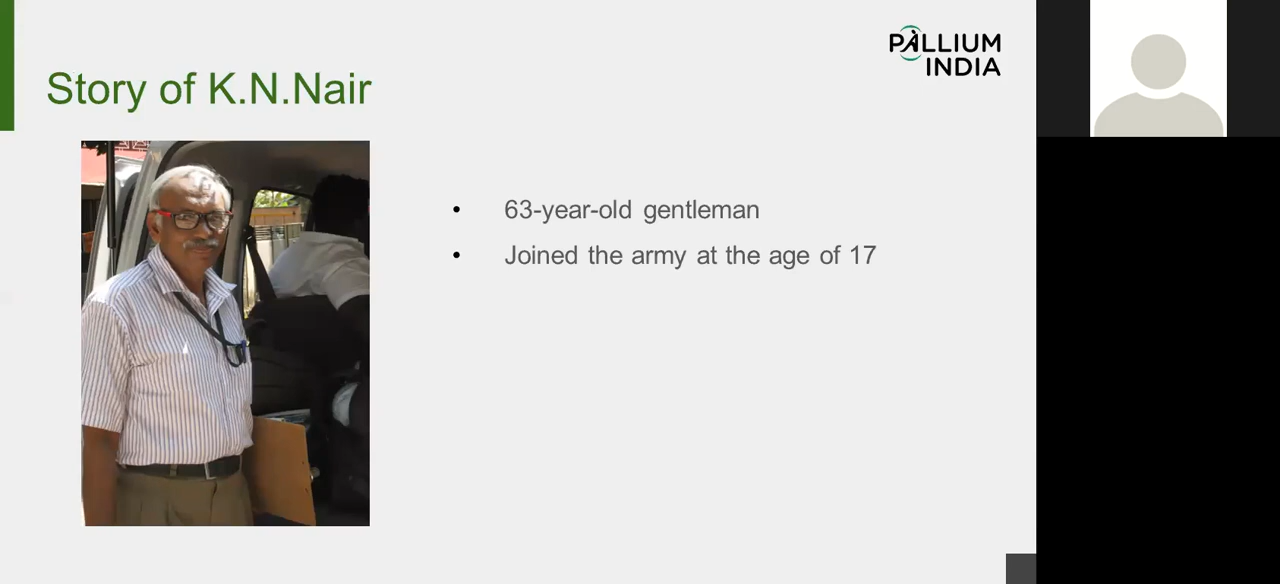 PALLIUM
INDIA
Story of K.N.Nair
• 63-year-old gentleman
• Joined the army at the age of 17